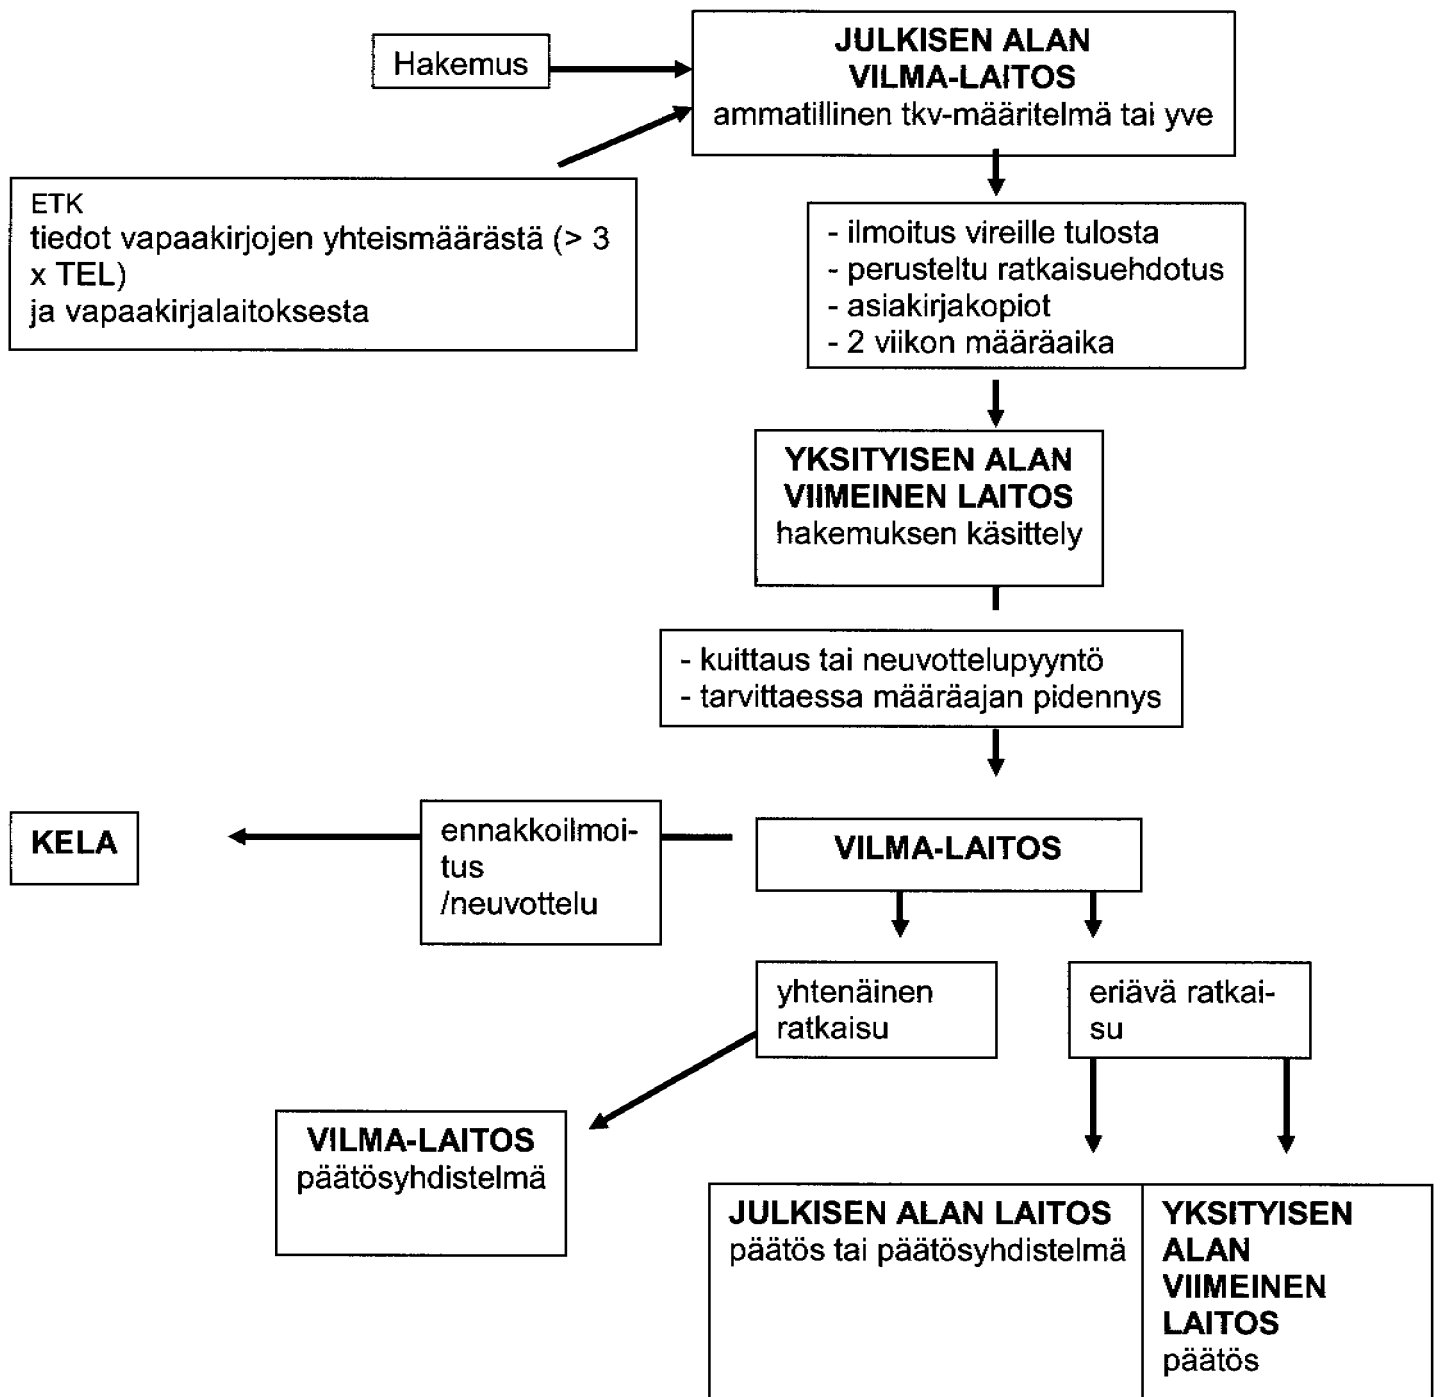 Hakemus
JULKISEN ALAN
VILMA-LAITOS
ammatillinen tkv-määritelmä tai yve
ETK
tiedot vapaakirjojen yhteismäärästä (> 3
x TEL)
ja vapaakirjalaitoksesta
- ilmoitus vireille tulosta
- perusteltu ratkaisuehdotus
- asiakirjakopiot
- 2 viikon määräaika
YKSITYISEN ALAN
VIIMEINEN LAITOS
hakemuksen käsittely
- kuittaus tai neuvottelupyyntö
- tarvittaessa määräajan pidennys
KELA
ennakkoilmoi-
tus
/neuvottelu
VILMA-LAITOS
yhtenäinen
ratkaisu
eriävä ratkai-
su
VILMA-LAITOS
päätösyhdistelmä
JULKISEN ALAN LAITOS
päätös tai päätösyhdistelmä
YKSITYISEN
ALAN
VIIMEINEN
LAITOS
päätös